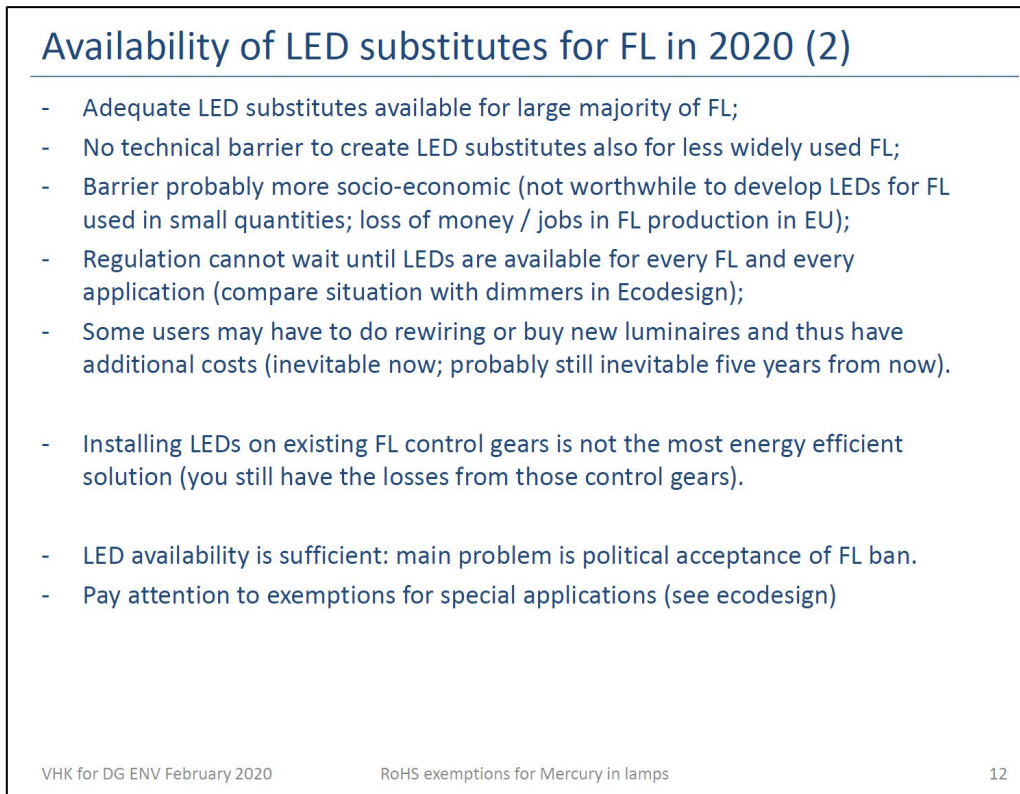 Availability of LED substitutes for FL in 2020 (2)
- Adequate LED substitutes available for large majority of FL;
- No technical barrier to create LED substitutes also for less widely used FL;
- Barrier probably more socio-economic (not worthwhile to develop LEDs for FL
used in small quantities; loss of money / jobs in FL production in EU);
- Regulation cannot wait until LEDs are available for every FL and every
application (compare situation with dimmers in Ecodesign);
- Some users may have to do rewiring or buy new luminaires and thus have
additional costs (inevitable now; probably still inevitable five years from now).
- Installing LEDs on existing FL control gears is not the most energy efficient
solution (you still have the losses from those control gears).
- LED availability is sufficient: main problem is political acceptance of FL ban.
- Pay attention to exemptions for special applications (see ecodesign)
VHK for DG ENV February 2020 RoHS exemptions for Mercury in lamps 12